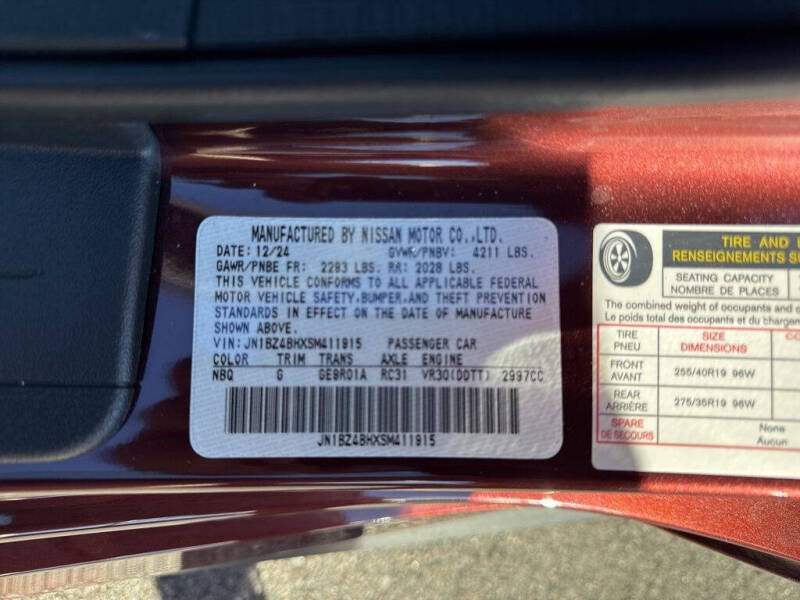 MANUFACTURED BY NISSAN MOTOR CO.,LTD.
DATE: 12/24 GVWR/PNBV: 4211 LBS.
GAWR/PNBE FR: 2293 LBS. RR: 2028 LBS.
THIS VEHICLE CONFORMS TO ALL APPLICABLE FEDERAL
MOTOR VEHICLE SAFETY, BUMPER, AND THEFT PREVENTION
STANDARDS IN EFFECT ON THE DATE OF MANUFACTURE
SHOWN ABOVE.
VIN: JN1BZ4BHXSM411915 PASSENGER CAR
COLOR TRIM TRANS AXLE ENGINE
NBQ G GE9R01A RC31 VR30(DDTT) 2997CC
JN1BZ4BHXSM411915
TIRE AND
RENSEIGNEMENTS
SEATING CAPACITY
NOMBRE DE PLACES
The combined weight of occupants and
Le poids total des occupants et du
TIRE SIZE
PNEU DIMENSIONS
FRONT
AVANT 255/40R19 96W
REAR
ARRIÈRE 275/35R19 96W
SPARE None
DE SECOURS Aucun